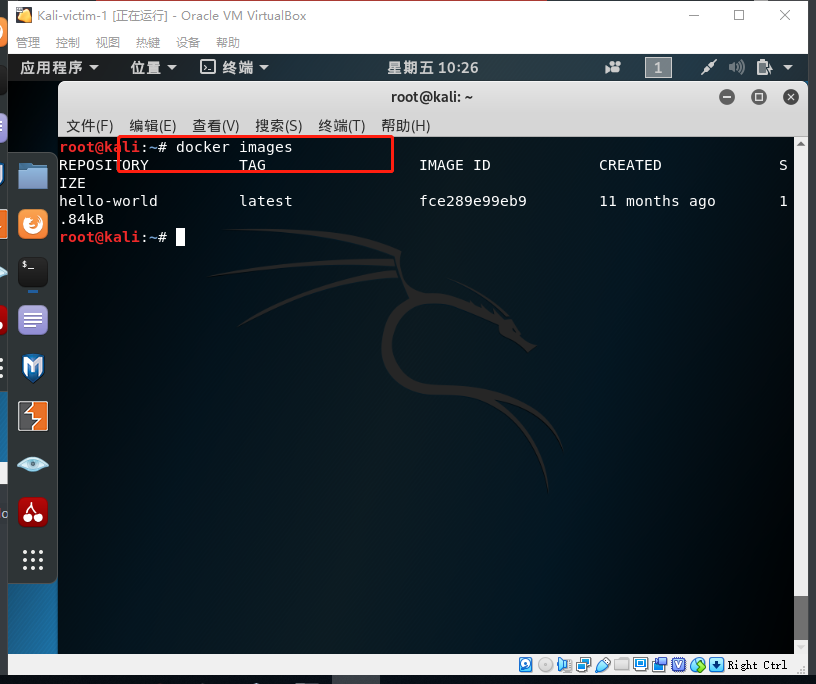 Kali-victim-1 [正在运行] - Oracle VM VirtualBox
管理 控制 视图 热键 设备 帮助
应用程序 位置 终端 星期五 10:26 1
root@kali: ~
文件(F) 编辑(E) 查看(V) 搜索(S) 终端(T) 帮助(H)
root@kali:~# docker images
REPOSITORY TAG IMAGE ID CREATED S
IZE
hello-world latest fce289e99eb9 11 months ago 1
.84kB
root@kali:~#
Right Ctrl